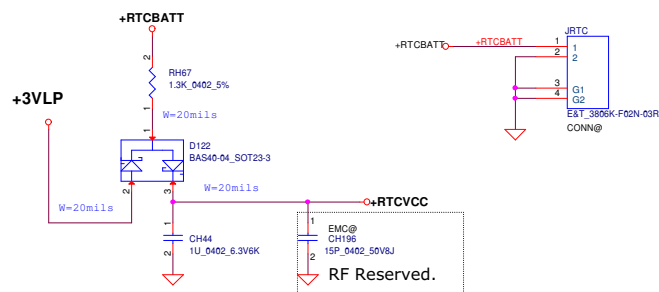 +RTCBATT
2
RH67
1.3K_0402_5%
1
W=20mils
+3VLP
1
D122
BAS40-04_SOT23-3
2
3
W=20mils
W=20mils
+RTCVCC
1
CH44
1U_0402_6.3V6K
2
1
EMC@
CH196
15P_0402_50V8J
2
RF Reserved.
JRTC
+RTCBATT
+RTCBATT
1
1
2
2
3
G1
4
G2
E&T_3806K-F02N-03R
CONN@